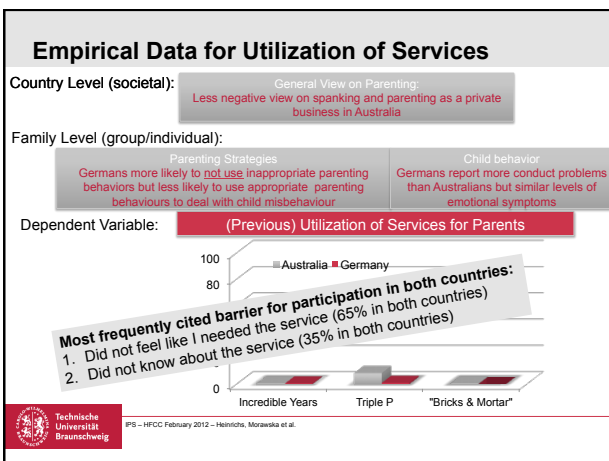 Empirical Data for Utilization of Services
Country Level (societal):
General View on Parenting:
Less negative view on spanking and parenting as a private
business in Australia
Family Level (group/individual):
Parenting Strategies
Germans more likely to not use inappropriate parenting
behaviors but less likely to use appropriate parenting
behaviours to deal with child misbehaviour
Child behavior
Germans report more conduct problems
than Australians but similar levels of
emotional symptoms
Dependent Variable:
(Previous) Utilization of Services for Parents
100
Australia Germany
80
Most frequently cited barrier for participation in both countries:
1. Did not feel like I needed the service (65% in both countries)
2. Did not know about the service (35% in both countries)
0
Incredible Years Triple P "Bricks & Mortar"
Technische
Universität
Braunschweig
IPS – HFCC February 2012 – Heinrichs, Morawska et al.